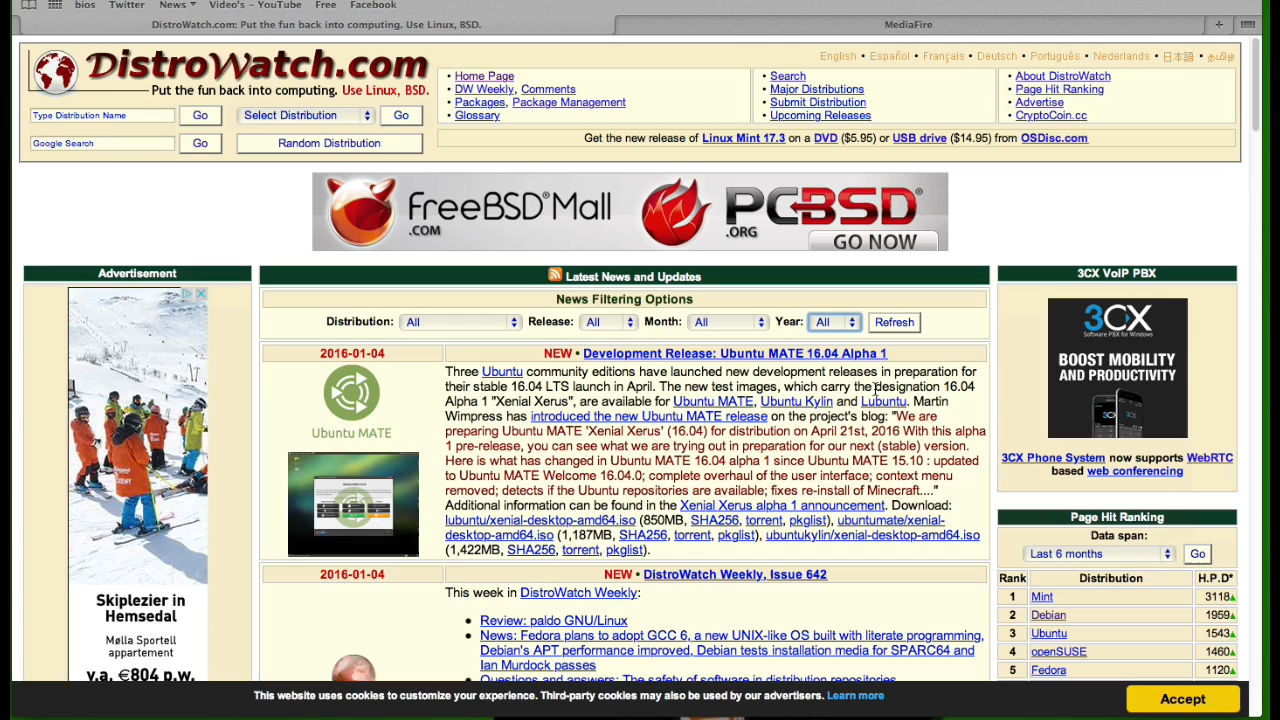 bios Twitter News Video's – YouTube Free Facebook
DistroWatch.com: Put the fun back into computing. Use Linux, BSD.
MediaFire
DistroWatch.com
Put the fun back into computing. Use Linux, BSD.
Type Distribution Name Go Select Distribution Go
Google Search Go Random Distribution
• Home Page
• DW Weekly, Comments
• Packages, Package Management
• Glossary
• Search
• Major Distributions
• Submit Distribution
• Upcoming Releases
English • Español • Français • Deutsch • Português • Nederlands • 日本語 • தமிழ்
• About DistroWatch
• Page Hit Ranking
• Advertise
• CryptoCoin.cc
Get the new release of Linux Mint 17.3 on a DVD ($5.95) or USB drive ($14.95) from OSDisc.com
FreeBSD® Mall
.COM
PCBSD®
.ORG
GO NOW
Advertisement
Skiplezier in
Hemsedal
Mølla Sportell
appartement
v.a. €804 p.w.
Latest News and Updates
News Filtering Options
Distribution: All Release: All Month: All Year: All Refresh
2016-01-04
NEW • Development Release: Ubuntu MATE 16.04 Alpha 1
Ubuntu MATE
Three Ubuntu community editions have launched new development releases in preparation for
their stable 16.04 LTS launch in April. The new test images, which carry the designation 16.04
Alpha 1 "Xenial Xerus", are available for Ubuntu MATE, Ubuntu Kylin and Lubuntu. Martin
Wimpress has introduced the new Ubuntu MATE release on the project's blog: "We are
preparing Ubuntu MATE 'Xenial Xerus' (16.04) for distribution on April 21st, 2016 With this alpha
1 pre-release, you can see what we are trying out in preparation for our next (stable) version.
Here is what has changed in Ubuntu MATE 16.04 alpha 1 since Ubuntu MATE 15.10 : updated
to Ubuntu MATE Welcome 16.04.0; complete overhaul of the user interface; context menu
removed; detects if the Ubuntu repositories are available; fixes re-install of Minecraft...."
Additional information can be found in the Xenial Xerus alpha 1 announcement. Download:
lubuntu/xenial-desktop-amd64.iso (850MB, SHA256, torrent, pkglist), ubuntumate/xenial-
desktop-amd64.iso (1,187MB, SHA256, torrent, pkglist), ubuntukylin/xenial-desktop-amd64.iso
(1,422MB, SHA256, torrent, pkglist).
2016-01-04
NEW • DistroWatch Weekly, Issue 642
This week in DistroWatch Weekly:
• Review: paldo GNU/Linux
• News: Fedora plans to adopt GCC 6, a new UNIX-like OS built with literate programming,
Debian's APT performance improved, Debian tests installation media for SPARC64 and
Ian Murdock passes
• Questions and answers: The safety of software in distribution repositories
3CX VoIP PBX
3CX
Software PBX for Windows
BOOST MOBILITY
AND PRODUCTIVITY
3CX Phone System now supports WebRTC
based web conferencing
Page Hit Ranking
Data span:
Last 6 months Go
Rank Distribution H.P.D*
1 Mint 3118
2 Debian 1959
3 Ubuntu 1543
4 openSUSE 1460
5 Fedora 1120
This website uses cookies to customize your experience. Third-party cookies may also be used by our advertisers. Learn more
Accept